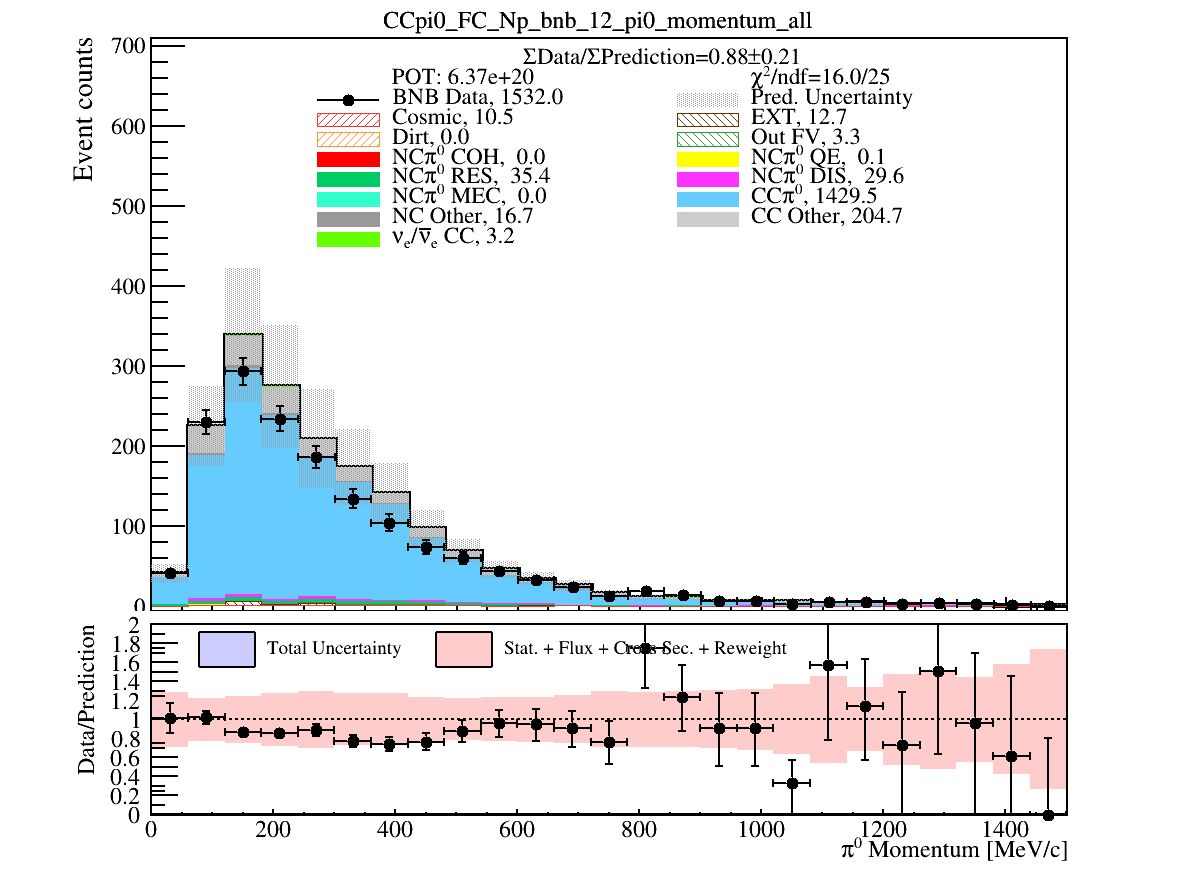 CCpi0_FC_Np_bnb_12_pi0_momentum_all
ΣData/ΣPrediction=0.88±0.21
POT: 6.37e+20
χ²/ndf=16.0/25
BNB Data, 1532.0
Pred. Uncertainty
Cosmic, 10.5
EXT, 12.7
Dirt, 0.0
Out FV, 3.3
NCπ⁰ COH, 0.0
NCπ⁰ QE, 0.1
NCπ⁰ RES, 35.4
NCπ⁰ DIS, 29.6
NCπ⁰ MEC, 0.0
CCπ⁰, 1429.5
NC Other, 16.7
CC Other, 204.7
νₑ/ν̅ₑ CC, 3.2
Event counts
700
600
500
400
300
200
100
0
Total Uncertainty
Stat. + Flux + Cross Sec. + Reweight
Data/Prediction
2
1.8
1.6
1.4
1.2
1
0.8
0.6
0.4
0.2
0
0 200 400 600 800 1000 1200 1400
π⁰ Momentum [MeV/c]